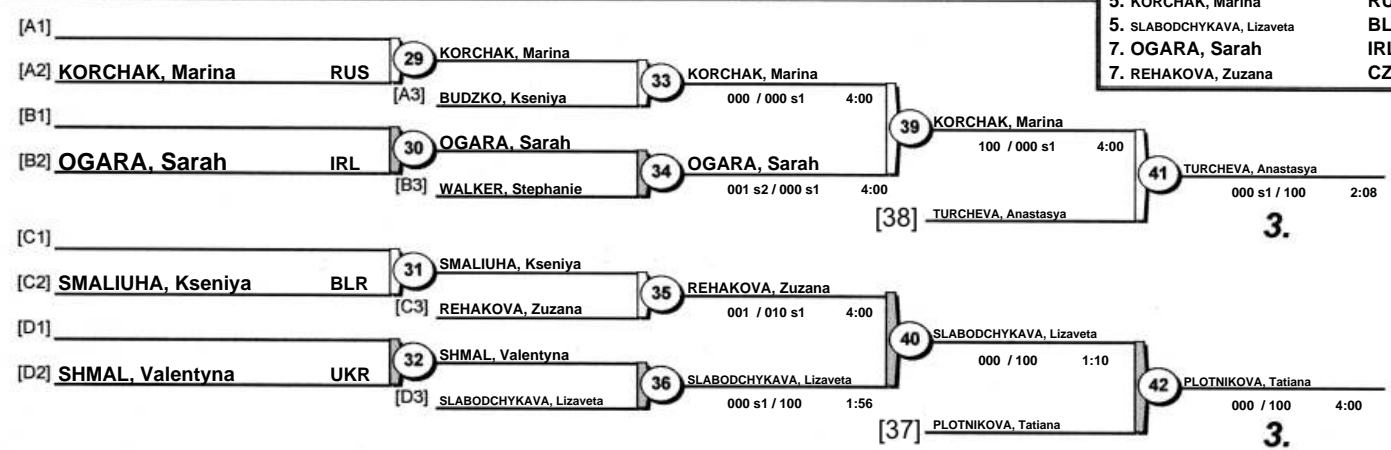 5. KORCHAK, Marina
5. SLABODCHYKAVA, Lizaveta
7. OGARA, Sarah
7. REHAKOVA, Zuzana
[A1]
[A2] KORCHAK, Marina RUS
29
[A3]
KORCHAK, Marina
BUDZKO, Kseniya
33
KORCHAK, Marina
000 / 000 s1 4:00
[B1]
[B2] OGARA, Sarah IRL
30
[B3]
OGARA, Sarah
WALKER, Stephanie
34
OGARA, Sarah
001 s2 / 000 s1 4:00
39
KORCHAK, Marina
100 / 000 s1 4:00
[38] TURCHEVA, Anastasya
41
TURCHEVA, Anastasya
000 s1 / 100 2:08
3.
[C1]
[C2] SMALIUHA, Kseniya BLR
31
[C3]
SMALIUHA, Kseniya
REHAKOVA, Zuzana
35
REHAKOVA, Zuzana
001 / 010 s1 4:00
[D1]
[D2] SHMAL, Valentyna UKR
32
[D3]
SHMAL, Valentyna
SLABODCHYKAVA, Lizaveta
36
SLABODCHYKAVA, Lizaveta
000 s1 / 100 1:56
40
SLABODCHYKAVA, Lizaveta
000 / 100 1:10
[37] PLOTNIKOVA, Tatiana
42
PLOTNIKOVA, Tatiana
000 / 100 4:00
3.